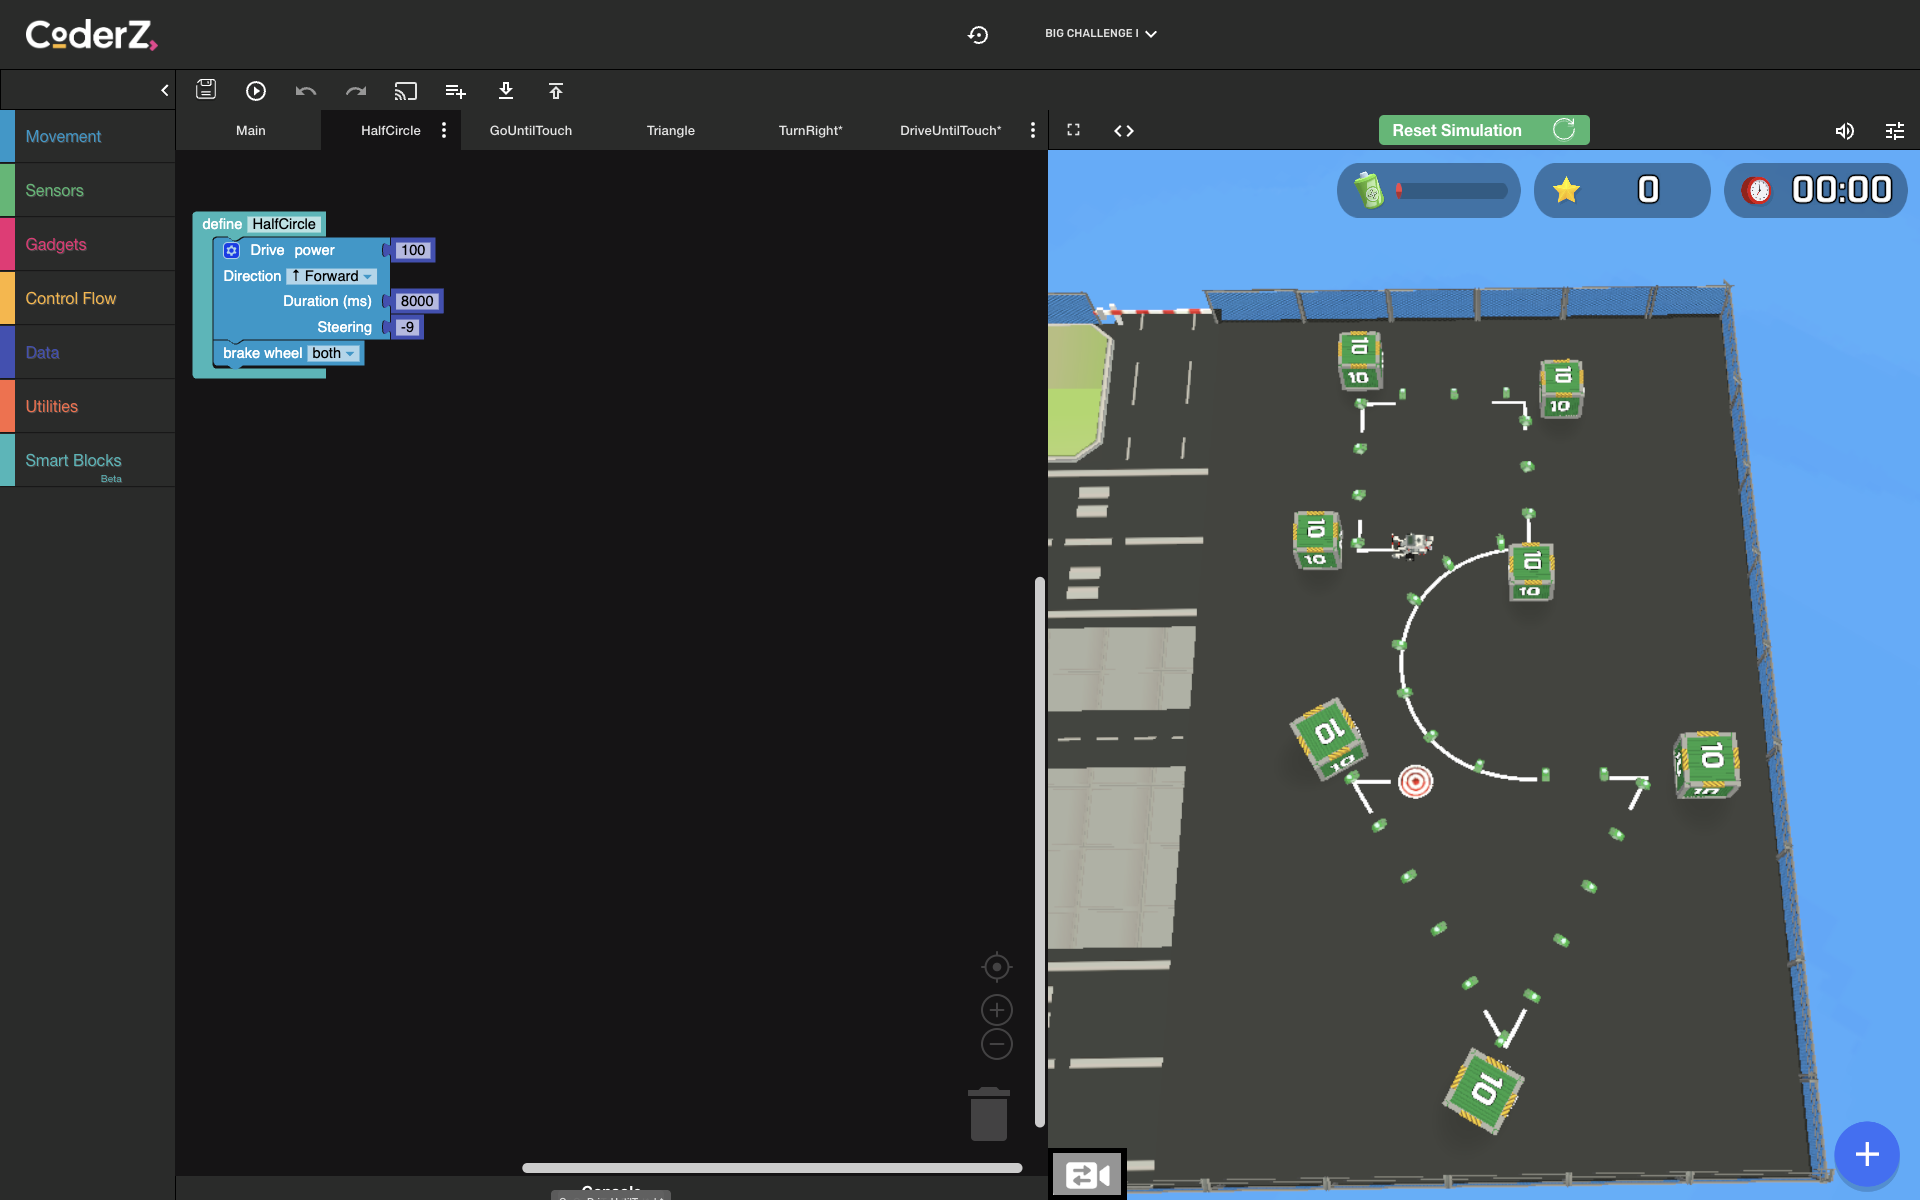 CoderZ
BIG CHALLENGE I
Movement
Sensors
Gadgets
Control Flow
Data
Utilities
Smart Blocks
Beta
Main
HalfCircle
GoUntilTouch
Triangle
TurnRight*
DriveUntilTouch*
Reset Simulation
0
00:00
define HalfCircle
Drive power 100
Direction ↑ Forward
Duration (ms) 8000
Steering -9
brake wheel both
10
10
10
10
10
10
10
10
10
10
10
10
10